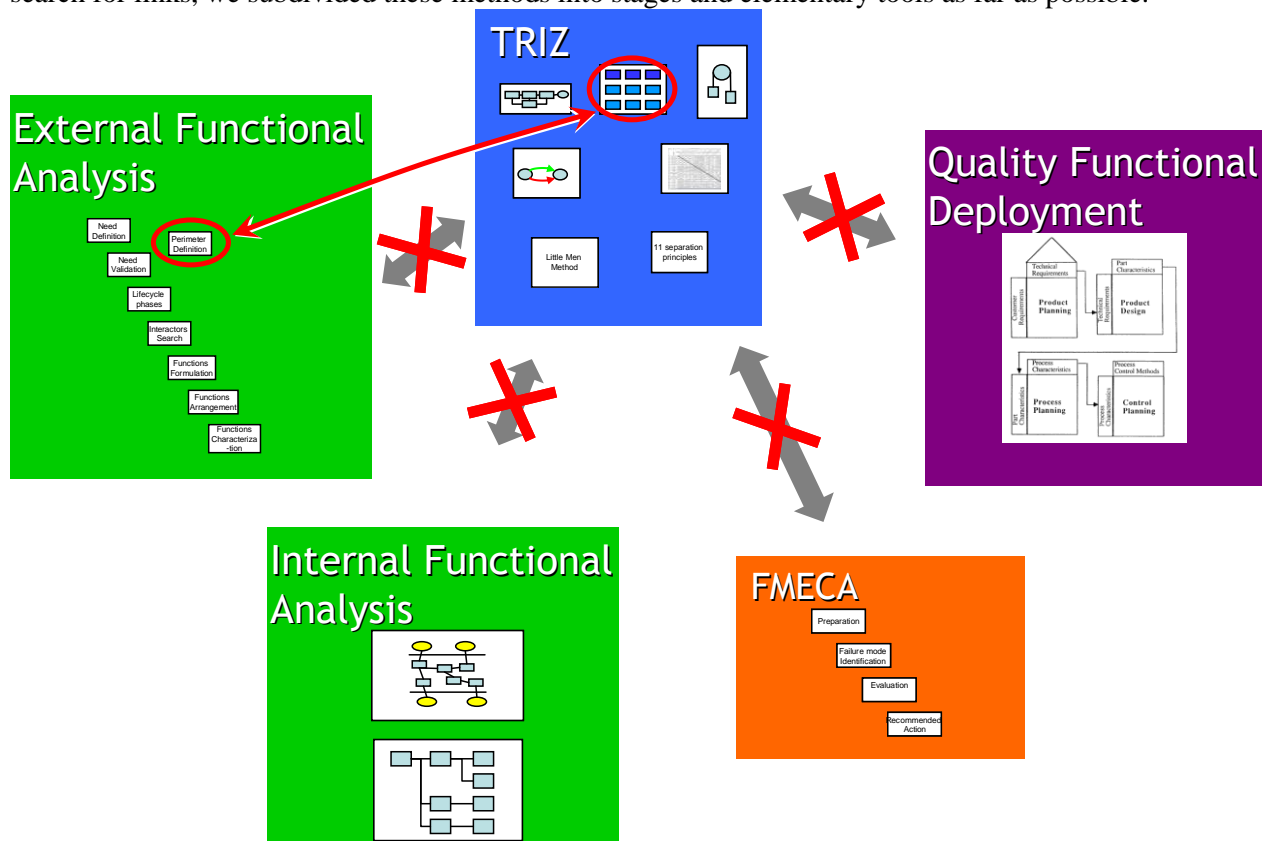 search for links, we subdivided these methods into stages and elementary tools as far as possible.
TRIZ
Little Men
Method
11 separation
principles
External Functional
Analysis
Need
Definition
Perimeter
Definition
Need
Validation
Lifecycle
phases
Interactors
Search
Functions
Formulation
Functions
Arrangement
Functions
Characteriza
-tion
Quality Functional
Deployment
Technical
Requirements
Customer
Requirements
Product
Planning
Part
Characteristics
Technical
Requirements
Product
Design
Process
Characteristics
Part
Characteristics
Process
Planning
Process
Control Methods
Process
Characteristics
Control
Planning
Internal Functional
Analysis
FMECA
Preparation
Failure mode
Identification
Evaluation
Recommended
Action